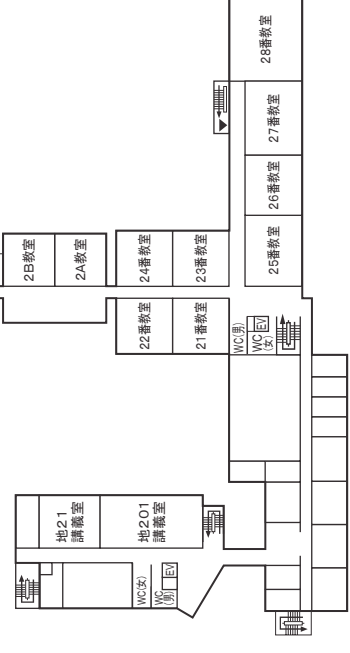 28番教室
27番教室
26番教室
25番教室
2B教室
2A教室
24番教室
23番教室
22番教室
21番教室
WC(男)
WC
(女)
EV
地21
講義室
地201
講義室
WC(女)
WC
(男)
EV